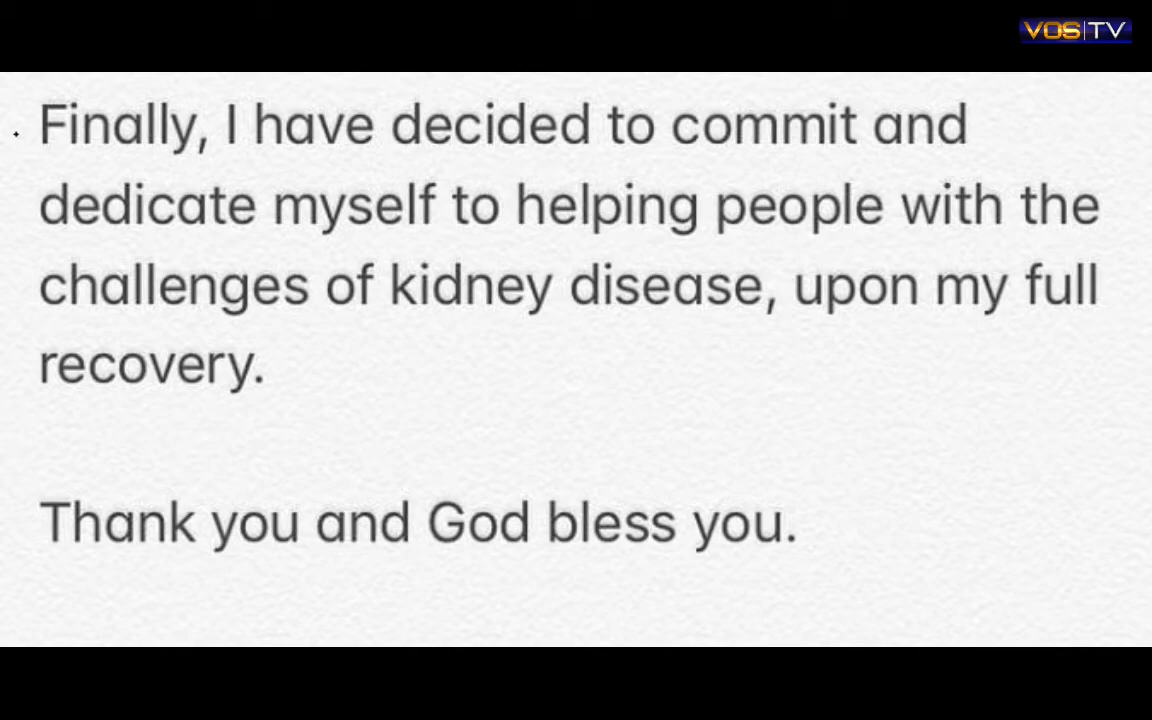 VOS|TV
Finally, I have decided to commit and
dedicate myself to helping people with the
challenges of kidney disease, upon my full
recovery.
Thank you and God bless you.